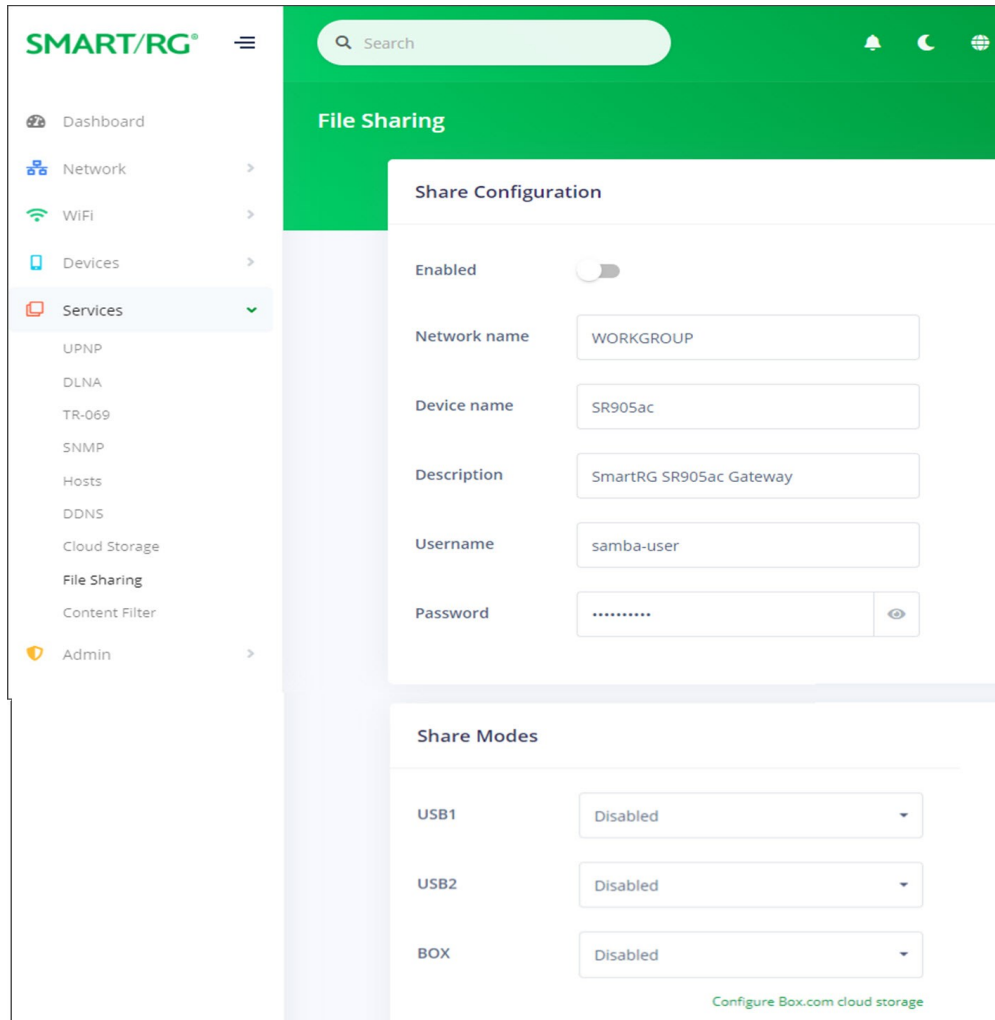 SMART/RG®
Search
Dashboard
Network
WiFi
Devices
Services
UPNP
DLNA
TR-069
SNMP
Hosts
DDNS
Cloud Storage
File Sharing
Content Filter
Admin
File Sharing
Share Configuration
Enabled
Network name WORKGROUP
Device name SR905ac
Description SmartRG SR905ac Gateway
Username samba-user
Password ••••••••••
Share Modes
USB1 Disabled
USB2 Disabled
BOX Disabled
Configure Box.com cloud storage